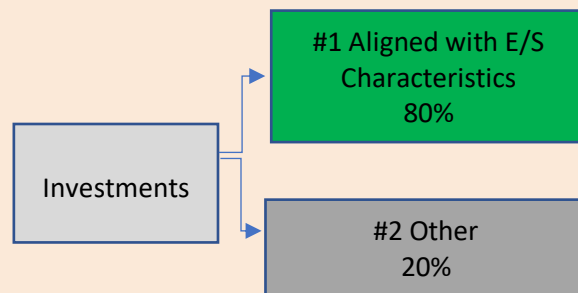 #1 Aligned with E/S
Characteristics
80%
Investments
#2 Other
20%